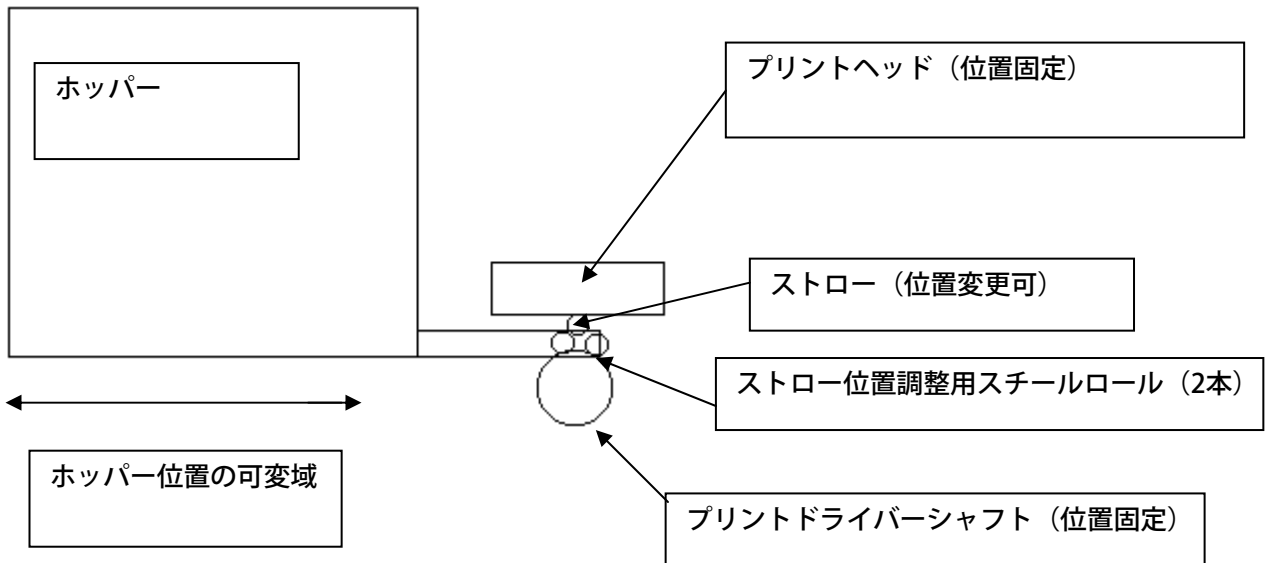 ホッパー
プリントヘッド（位置固定）
ストロー（位置変更可）
ストロー位置調整用スチールロール（2本）
ホッパー位置の可変域
プリントドライバーシャフト（位置固定）